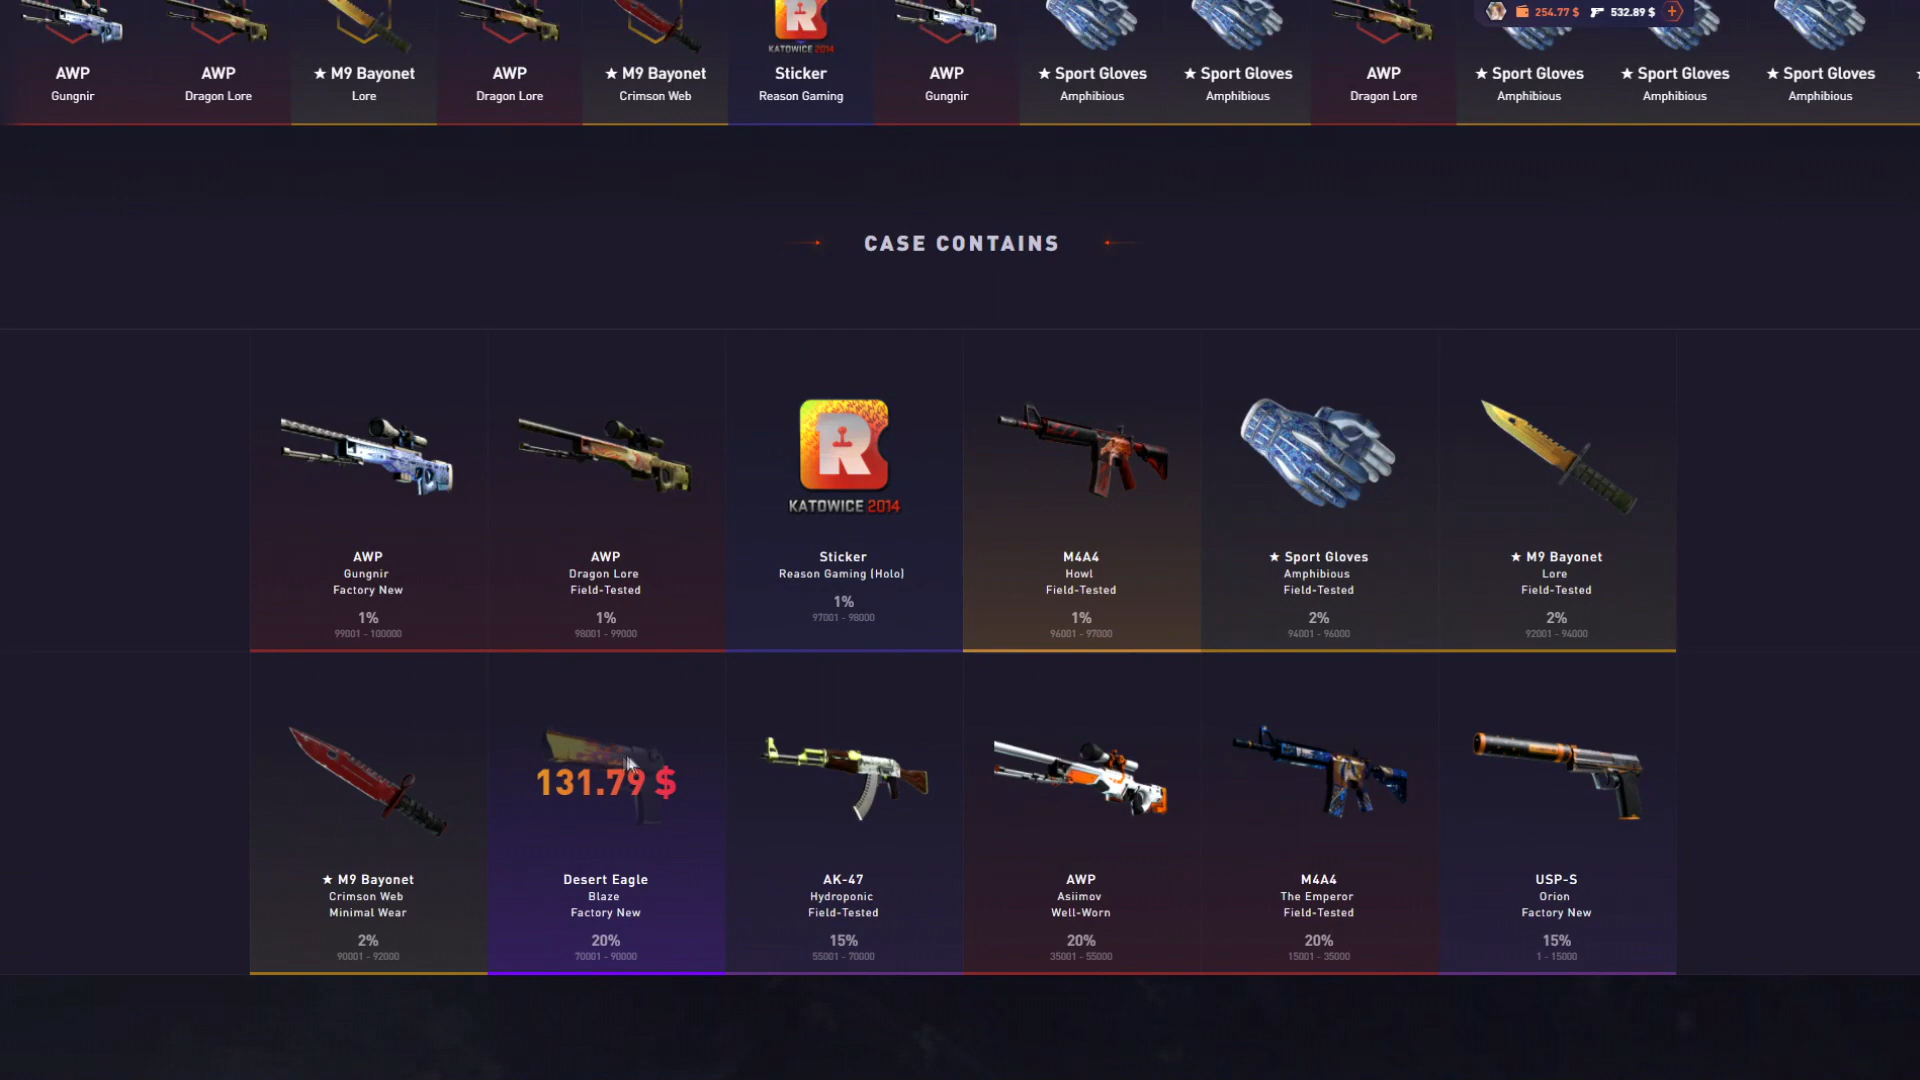 254.77 $ 532.89 $
KATOWICE 2014
AWP
Gungnir
AWP
Dragon Lore
★ M9 Bayonet
Lore
AWP
Dragon Lore
★ M9 Bayonet
Crimson Web
Sticker
Reason Gaming
AWP
Gungnir
★ Sport Gloves
Amphibious
★ Sport Gloves
Amphibious
AWP
Dragon Lore
★ Sport Gloves
Amphibious
★ Sport Gloves
Amphibious
★ Sport Gloves
Amphibious
CASE CONTAINS
AWP
Gungnir
Factory New
1%
99001 - 100000
AWP
Dragon Lore
Field-Tested
1%
98001 - 99000
R
KATOWICE 2014
Sticker
Reason Gaming (Holo)
1%
97001 - 98000
M4A4
Howl
Field-Tested
1%
96001 - 97000
★ Sport Gloves
Amphibious
Field-Tested
2%
94001 - 96000
★ M9 Bayonet
Lore
Field-Tested
2%
92001 - 94000
★ M9 Bayonet
Crimson Web
Minimal Wear
2%
90001 - 92000
131.79 $
Desert Eagle
Blaze
Factory New
20%
70001 - 90000
AK-47
Hydroponic
Field-Tested
15%
55001 - 70000
AWP
Asiimov
Well-Worn
20%
35001 - 55000
M4A4
The Emperor
Field-Tested
20%
15001 - 35000
USP-S
Orion
Factory New
15%
1 - 15000